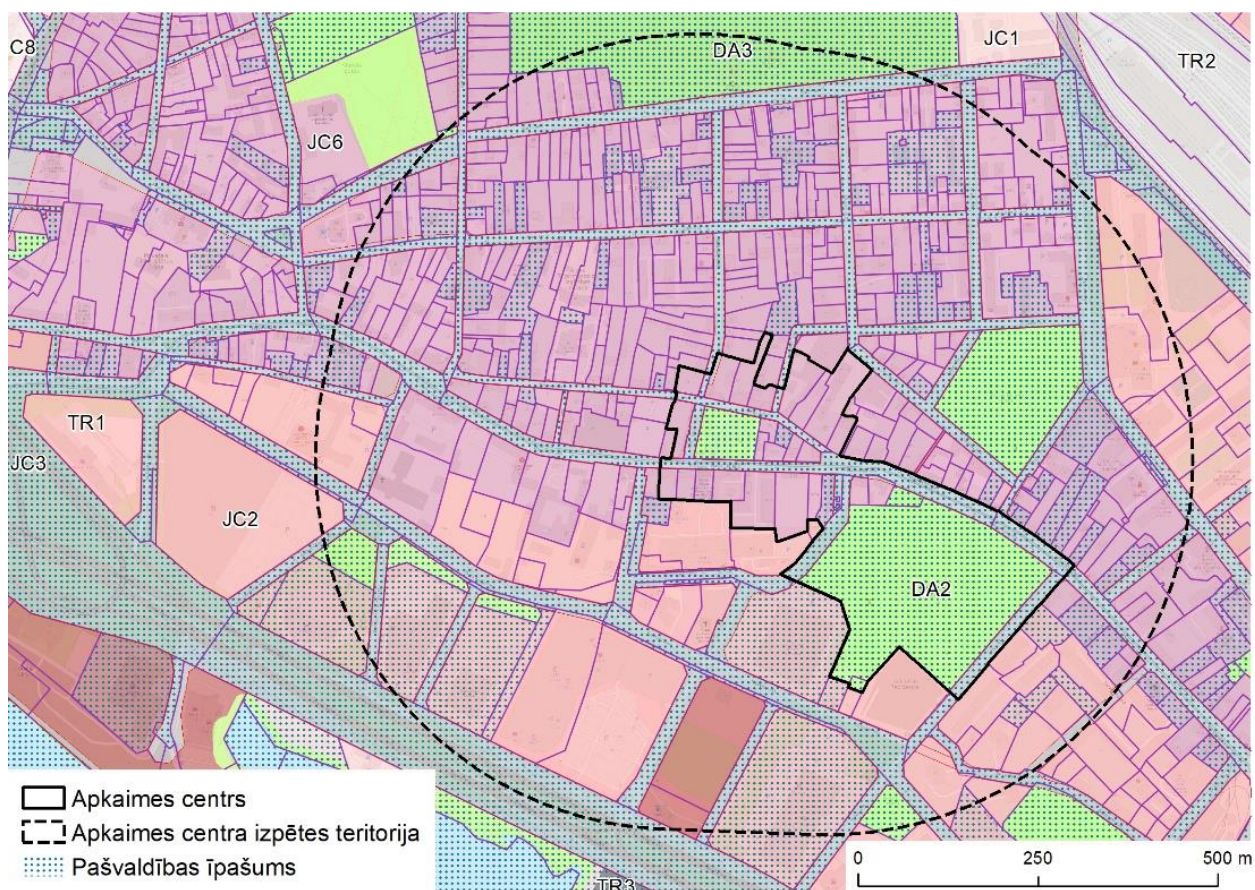 C8
DA3
JC1
TR2
JC6
TR1
JC3
JC2
DA2
TR3
Apkaimes centrs
Apkaimes centra izpētes teritorija
Pašvaldības īpašums
0 250 500 m